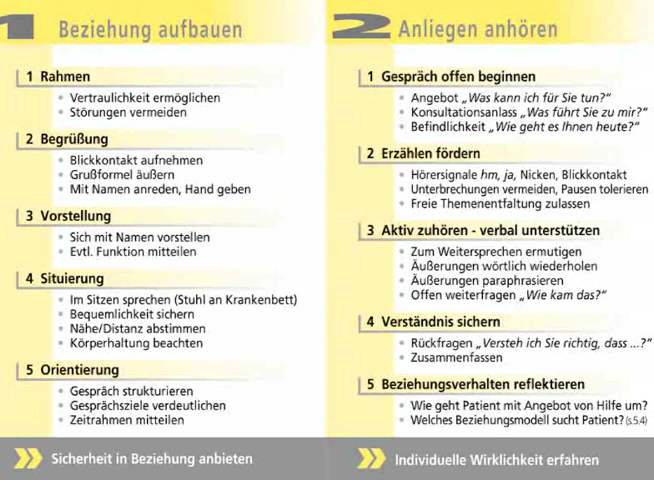 1 Beziehung aufbauen
1 Rahmen
• Vertraulichkeit ermöglichen
• Störungen vermeiden
2 Begrüßung
• Blickkontakt aufnehmen
• Grußformel äußern
• Mit Namen anreden, Hand geben
3 Vorstellung
• Sich mit Namen vorstellen
• Evtl. Funktion mitteilen
4 Situierung
• Im Sitzen sprechen (Stuhl an Krankenbett)
• Bequemlichkeit sichern
• Nähe/Distanz abstimmen
• Körperhaltung beachten
5 Orientierung
• Gespräch strukturieren
• Gesprächsziele verdeutlichen
• Zeitrahmen mitteilen
Sicherheit in Beziehung anbieten
2 Anliegen anhören
1 Gespräch offen beginnen
• Angebot „Was kann ich für Sie tun?"
• Konsultationsanlass „Was führt Sie zu mir?"
• Befindlichkeit „Wie geht es Ihnen heute?"
2 Erzählen fördern
• Hörersignale hm, ja, Nicken, Blickkontakt
• Unterbrechungen vermeiden, Pausen tolerieren
• Freie Themenentfaltung zulassen
3 Aktiv zuhören - verbal unterstützen
• Zum Weitersprechen ermutigen
• Äußerungen wörtlich wiederholen
• Äußerungen paraphrasieren
• Offen weiterfragen „Wie kam das?"
4 Verständnis sichern
• Rückfragen „Versteh ich Sie richtig, dass ...?"
• Zusammenfassen
5 Beziehungsverhalten reflektieren
• Wie geht Patient mit Angebot von Hilfe um?
• Welches Beziehungsmodell sucht Patient? (s.5.4)
Individuelle Wirklichkeit erfahren